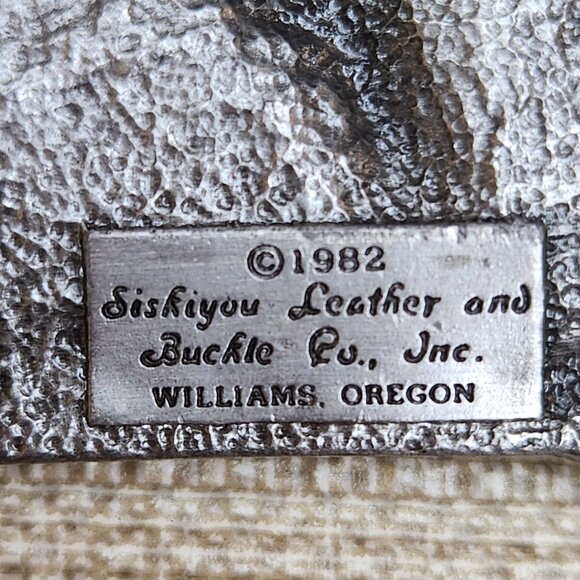 ©1982
Siskiyou Leather and
Buckle Co., Inc.
WILLIAMS, OREGON